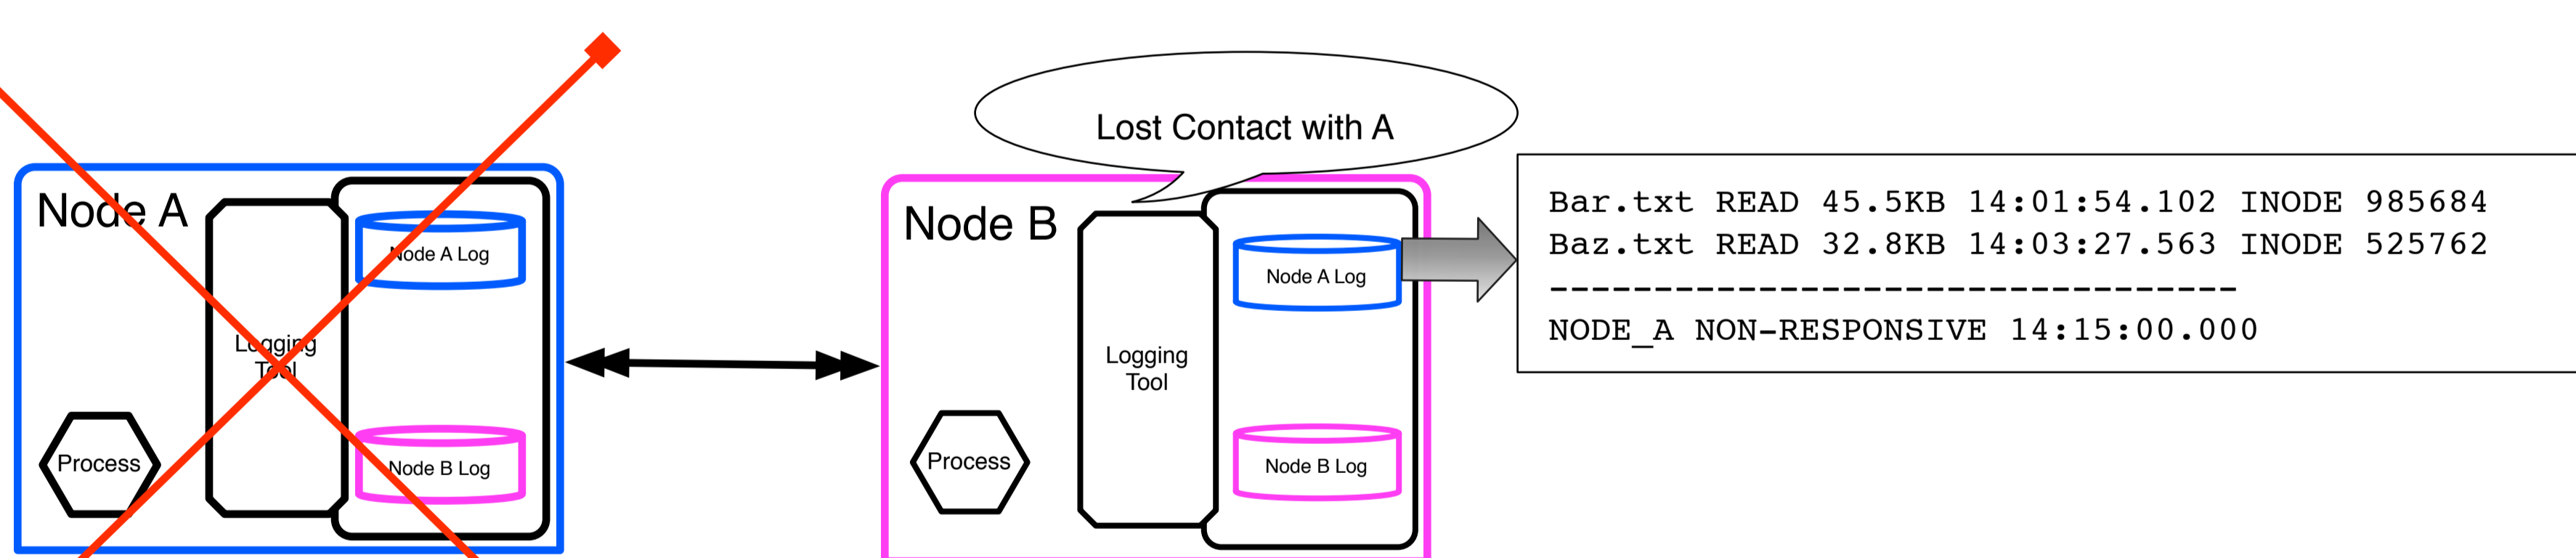 Node A
Node A Log
Logging
Tool
Process
Node B Log
Lost Contact with A
Node B
Node A Log
Logging
Tool
Process
Node B Log
Bar.txt READ 45.5KB 14:01:54.102 INODE 985684
Baz.txt READ 32.8KB 14:03:27.563 INODE 525762
---------------------------------
NODE_A NON-RESPONSIVE 14:15:00.000